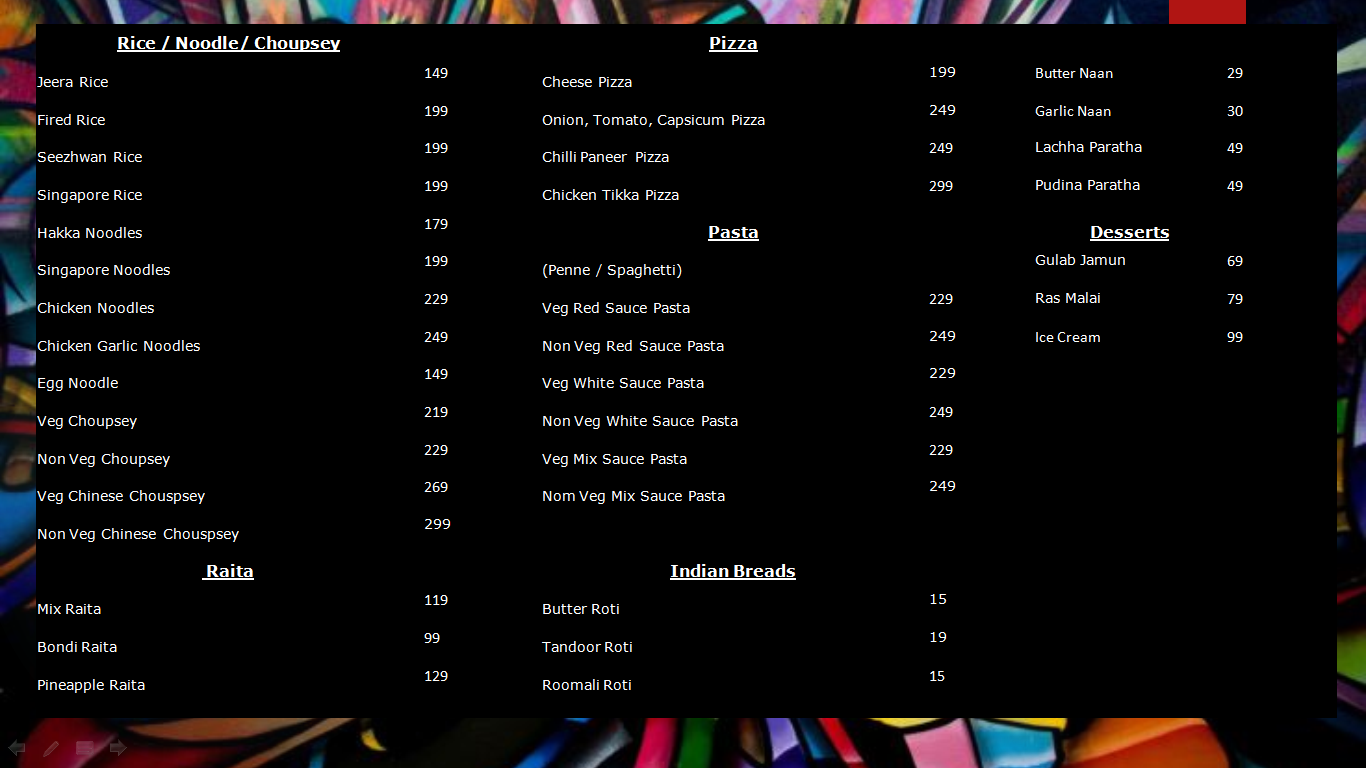 Rice / Noodle/ Choupsey
Jeera Rice 149
Fired Rice 199
Seezhwan Rice 199
Singapore Rice 199
Hakka Noodles 179
Singapore Noodles 199
Chicken Noodles 229
Chicken Garlic Noodles 249
Egg Noodle 149
Veg Choupsey 219
Non Veg Choupsey 229
Veg Chinese Chouspsey 269
Non Veg Chinese Chouspsey 299
Raita
Mix Raita 119
Bondi Raita 99
Pineapple Raita 129
Pizza
Cheese Pizza 199
Onion, Tomato, Capsicum Pizza 249
Chilli Paneer Pizza 249
Chicken Tikka Pizza 299
Pasta
(Penne / Spaghetti)
Veg Red Sauce Pasta 229
Non Veg Red Sauce Pasta 249
Veg White Sauce Pasta 229
Non Veg White Sauce Pasta 249
Veg Mix Sauce Pasta 229
Nom Veg Mix Sauce Pasta 249
Indian Breads
Butter Roti 15
Tandoor Roti 19
Roomali Roti 15
Butter Naan 29
Garlic Naan 30
Lachha Paratha 49
Pudina Paratha 49
Desserts
Gulab Jamun 69
Ras Malai 79
Ice Cream 99